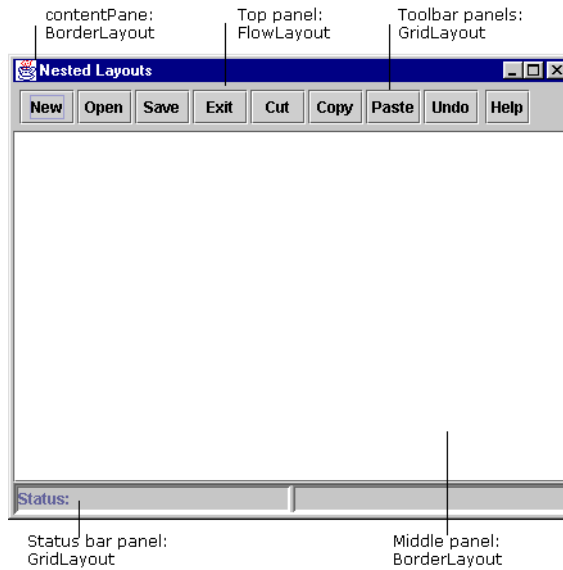 contentPane:
BorderLayout
Top panel:
FlowLayout
Toolbar panels:
GridLayout
Nested Layouts
New Open Save Exit Cut Copy Paste Undo Help
Status:
Status bar panel:
GridLayout
Middle panel:
BorderLayout